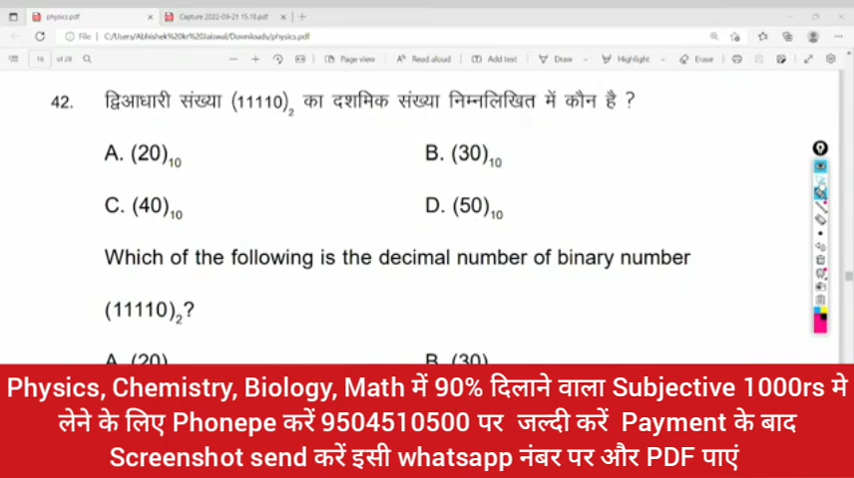 physics.pdf
Capture 2022-09-21 15.18.pdf
File | C:/Users/Abhishek%20kr%20Jaiswal/Downloads/physics.pdf
16 of 28
Page view
Read aloud
Add text
Draw
Highlight
Erase
42. द्विआधारी संख्या (11110)₂ का दशमिक संख्या निम्नलिखित में कौन है ?
A. (20)₁₀ B. (30)₁₀
C. (40)₁₀ D. (50)₁₀
Which of the following is the decimal number of binary number
(11110)₂?
A. (20) B. (30)
Physics, Chemistry, Biology, Math में 90% दिलाने वाला Subjective 1000rs मे
लेने के लिए Phonepe करें 9504510500 पर जल्दी करें Payment के बाद
Screenshot send करें इसी whatsapp नंबर पर और PDF पाएं